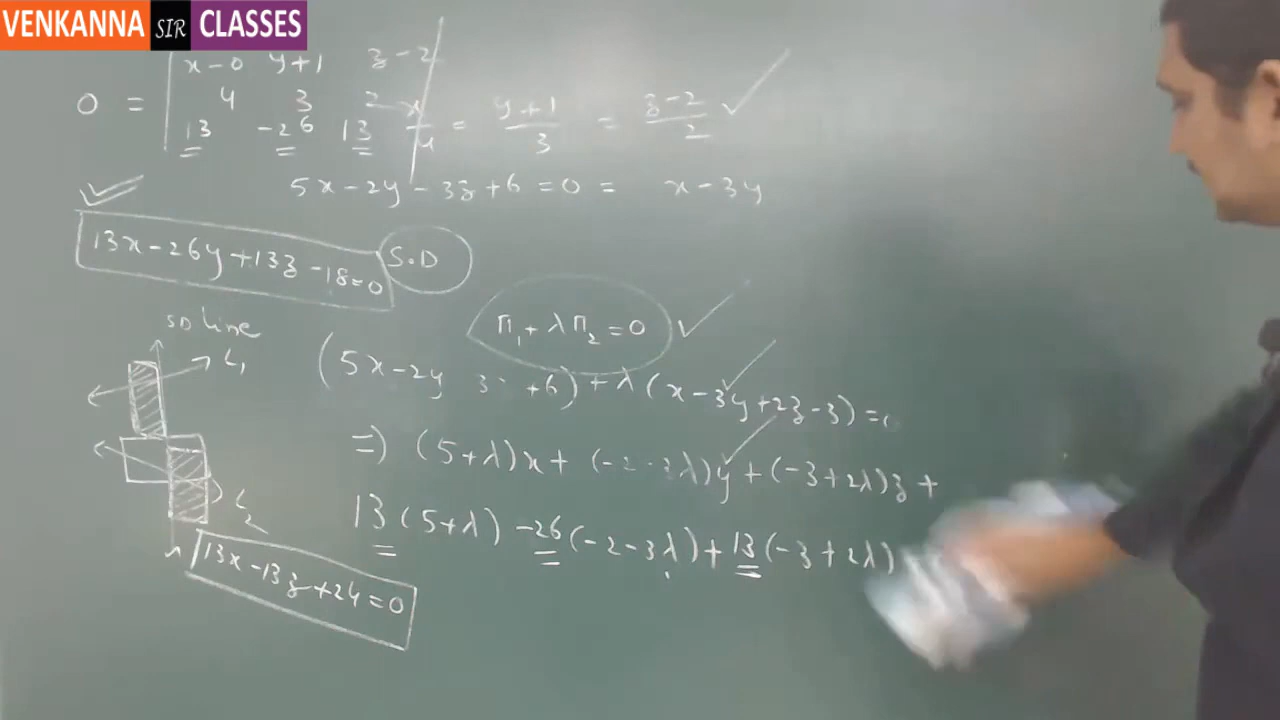 VENKANNA SIR CLASSES
x-0 y+1 z-2
0 = 4 3 2
13 -26 13
x/4 = y+1/3 = z-2/2
5x-2y-3z+6=0= x-3y
13x-26y+13z-18=0
S.D
SD line
L1
π1+λπ2=0
(5x-2y 3 +6)+λ(x-3y+2z-3)=0
=) (5+λ)x+(-2-3λ)y+(-3+2λ)z+
L2
13(5+λ)-26(-2-3λ)+13(-3+2λ)
13x-13z+24=0